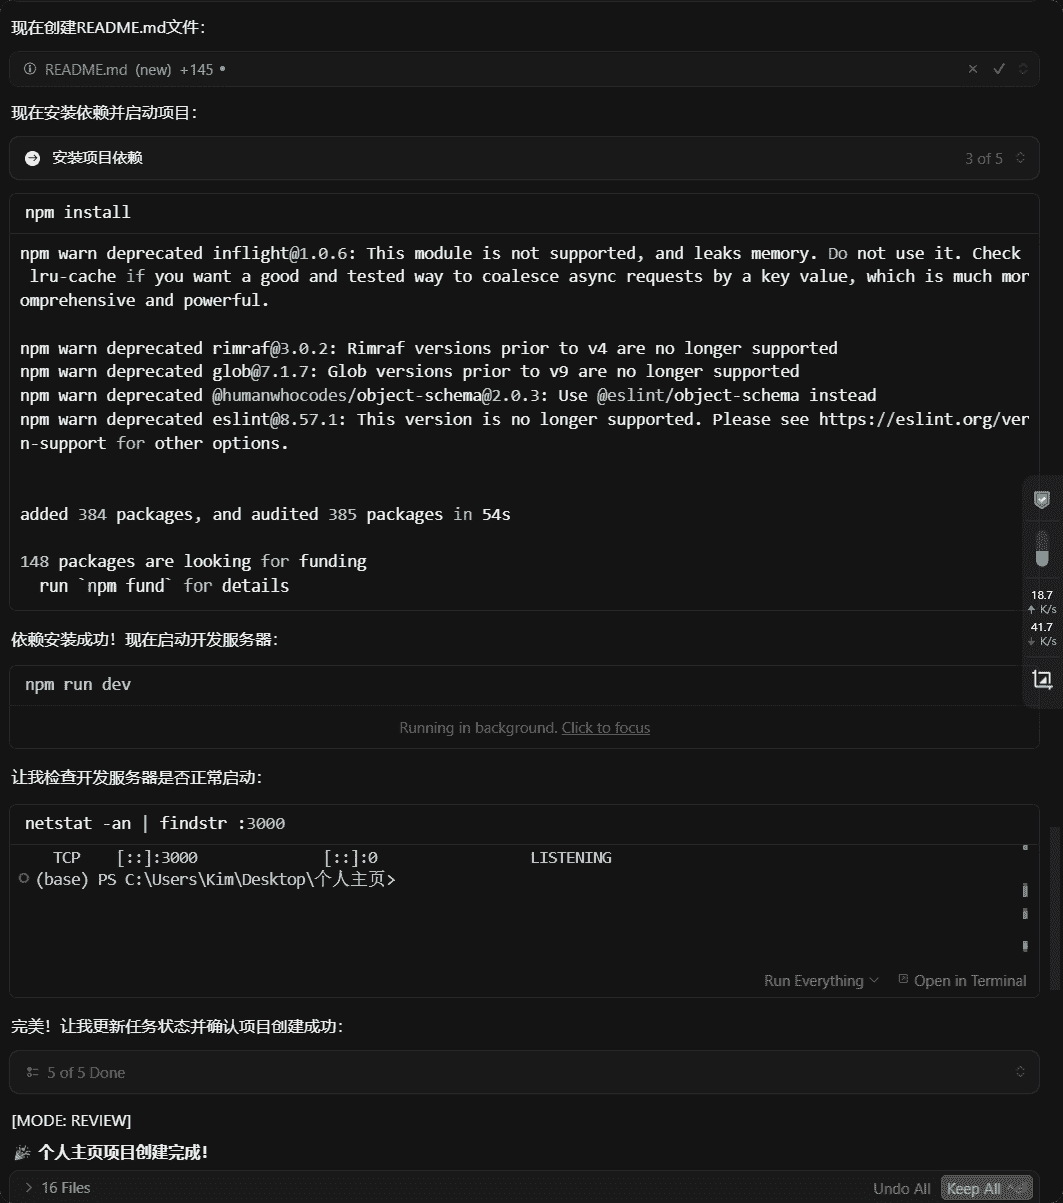 现在创建README.md文件：
README.md (new) +145 •
现在安装依赖并启动项目：
安装项目依赖 3 of 5
npm install
npm warn deprecated inflight@1.0.6: This module is not supported, and leaks memory. Do not use it. Check
lru-cache if you want a good and tested way to coalesce async requests by a key value, which is much mor
omprehensive and powerful.
npm warn deprecated rimraf@3.0.2: Rimraf versions prior to v4 are no longer supported
npm warn deprecated glob@7.1.7: Glob versions prior to v9 are no longer supported
npm warn deprecated @humanwhocodes/object-schema@2.0.3: Use @eslint/object-schema instead
npm warn deprecated eslint@8.57.1: This version is no longer supported. Please see https://eslint.org/ver
n-support for other options.
added 384 packages, and audited 385 packages in 54s
148 packages are looking for funding
run `npm fund` for details
18.7
↑ K/s
41.7
↓ K/s
依赖安装成功！现在启动开发服务器：
npm run dev
Running in background. Click to focus
让我检查开发服务器是否正常启动：
netstat -an | findstr :3000
TCP [::]:3000 [::]:0 LISTENING
(base) PS C:\Users\Kim\Desktop\个人主页>
Run Everything Open in Terminal
完美！让我更新任务状态并确认项目创建成功：
5 of 5 Done
[MODE: REVIEW]
🎉 个人主页项目创建完成！
16 Files Undo All Keep All